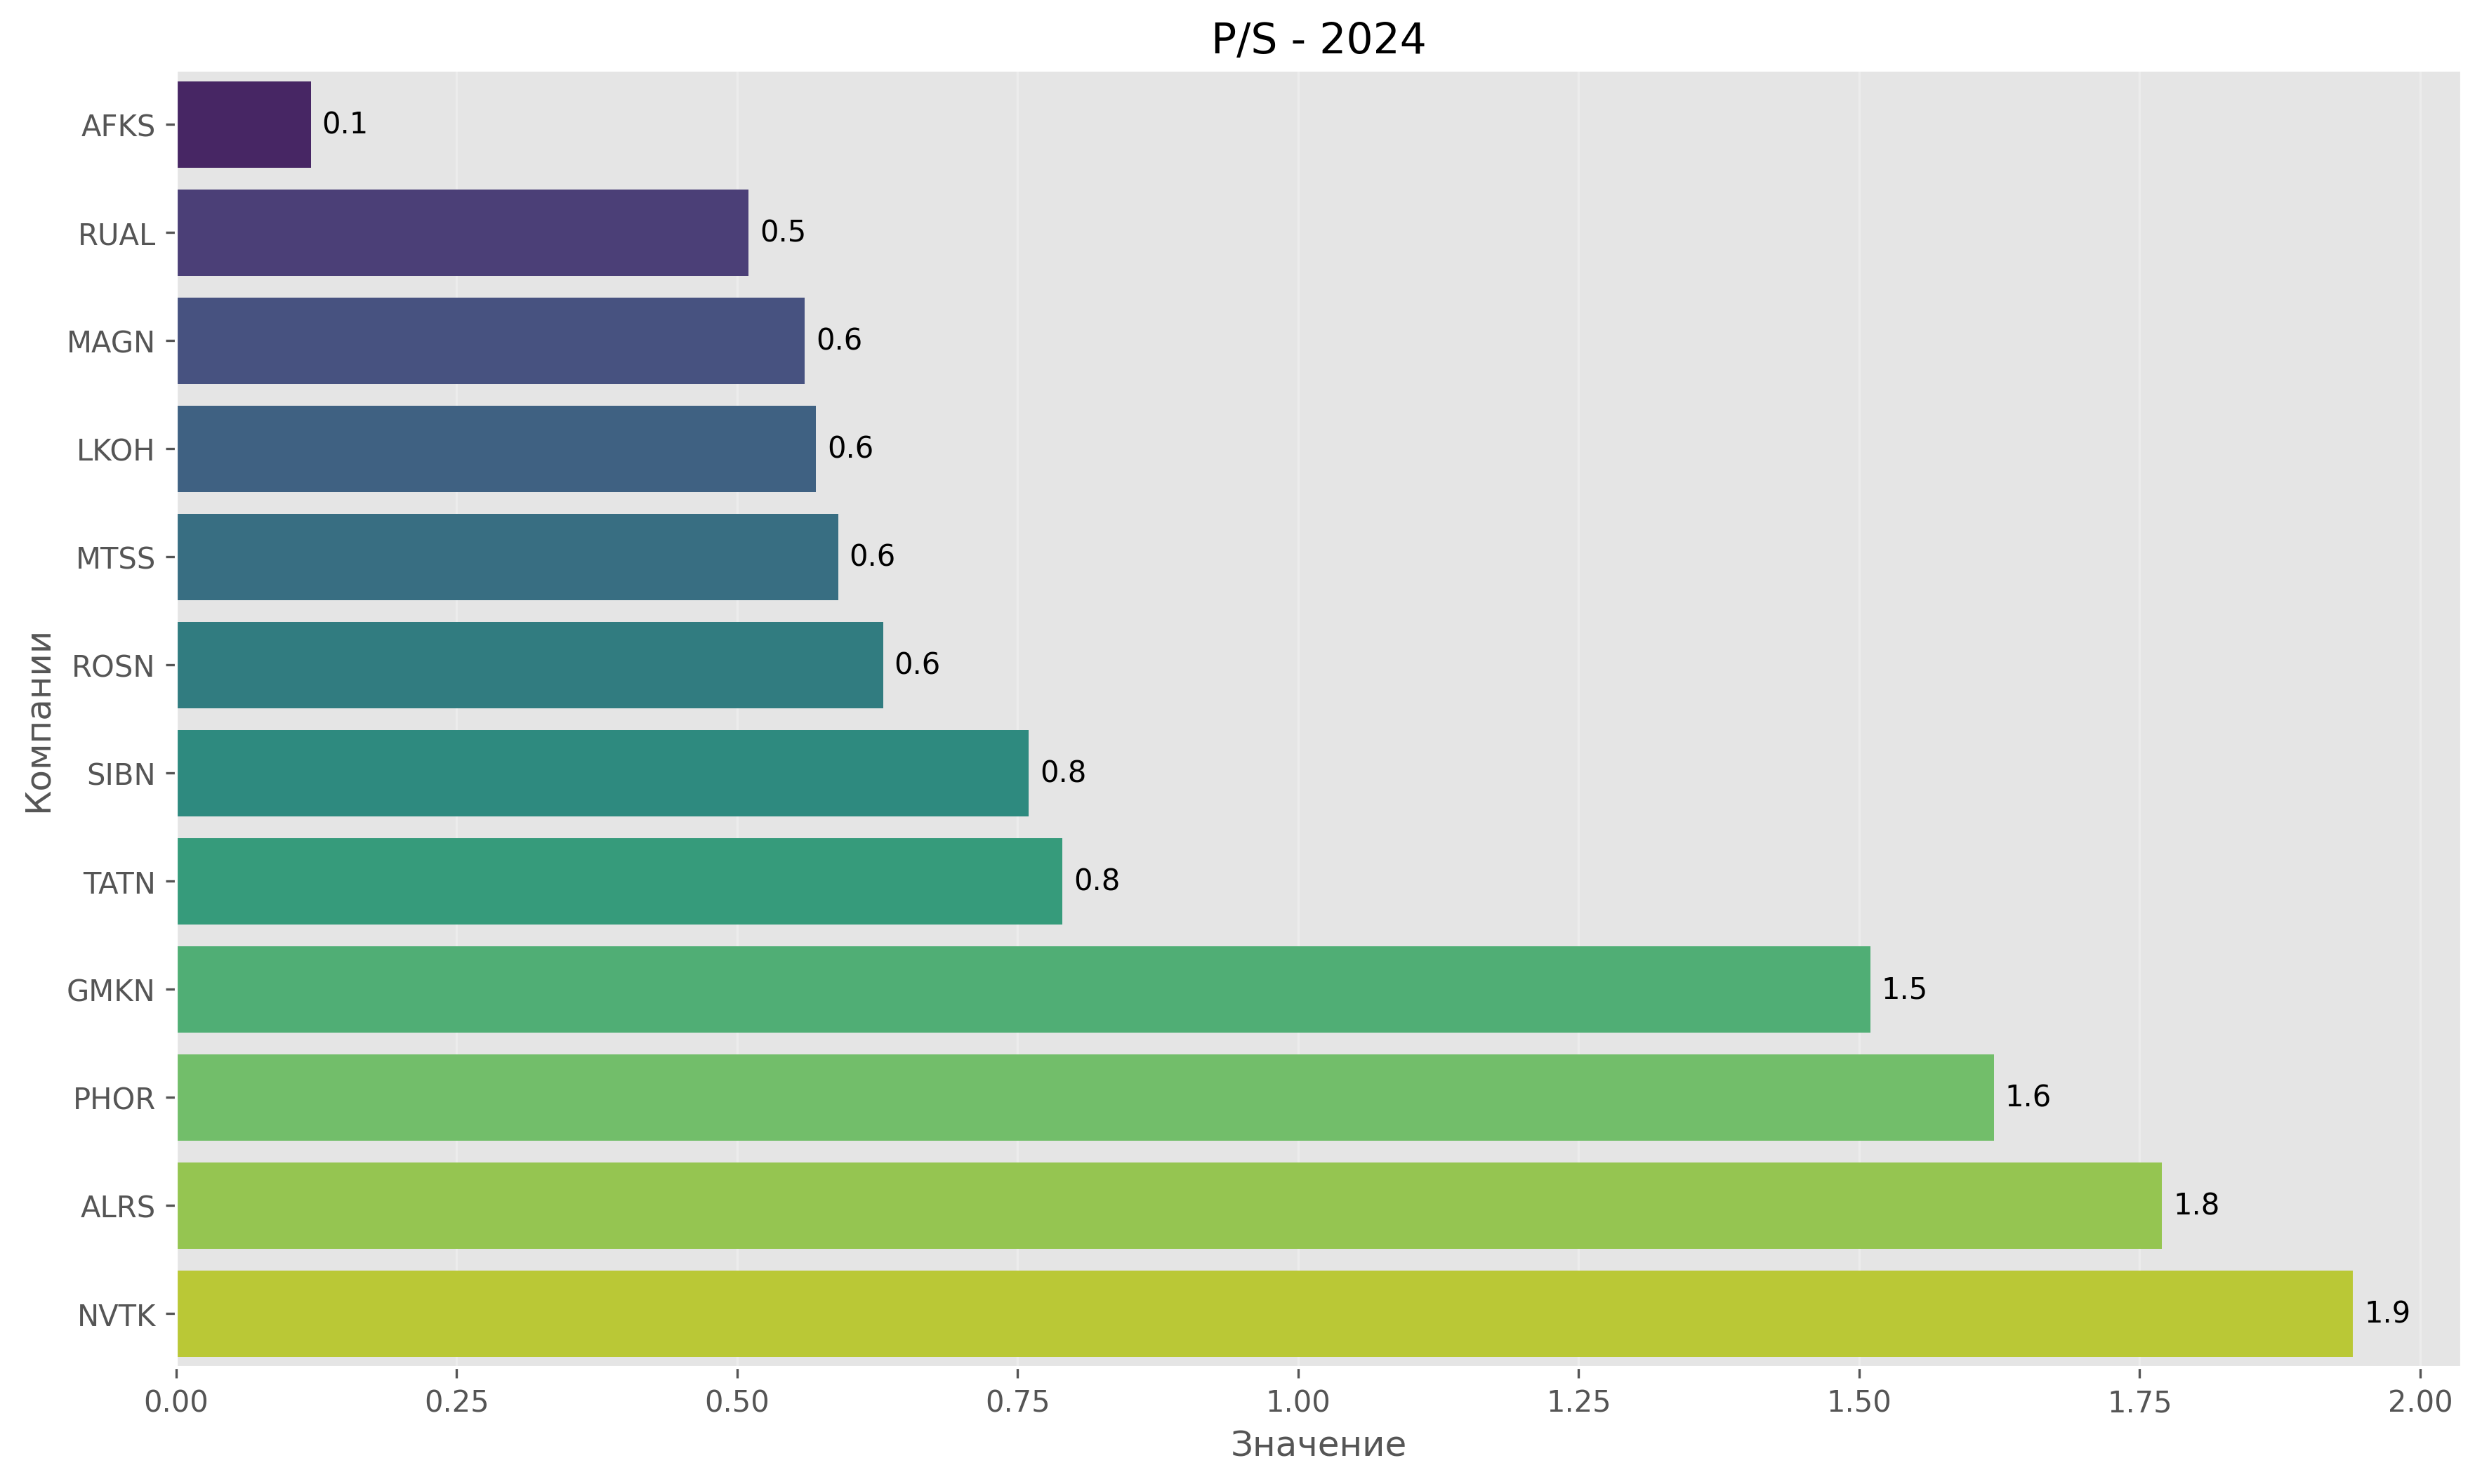 P/S - 2024
Компании
AFKS 0.1
RUAL 0.5
MAGN 0.6
LKOH 0.6
MTSS 0.6
ROSN 0.6
SIBN 0.8
TATN 0.8
GMKN 1.5
PHOR 1.6
ALRS 1.8
NVTK 1.9
0.00 0.25 0.50 0.75 1.00 1.25 1.50 1.75 2.00
Значение